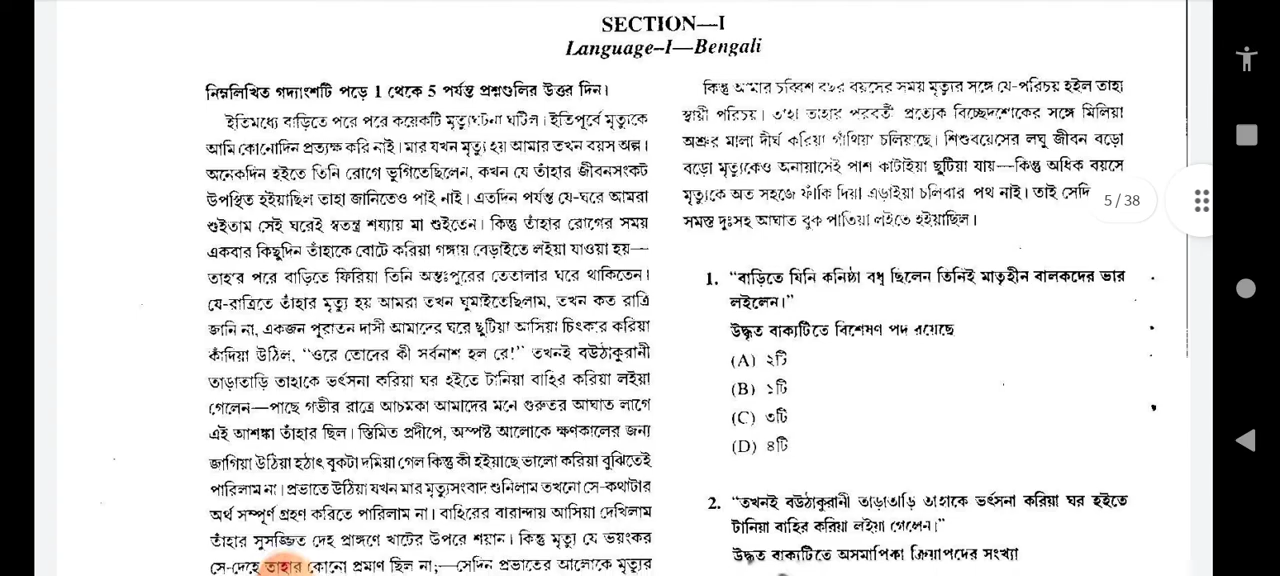 SECTION—I
Language–I—Bengali
নিম্নলিখিত গদ্যাংশটি পড়ে 1 থেকে 5 পর্যন্ত প্রশ্নগুলির উত্তর দিন।
ইতিমধ্যে বাড়িতে পরে পরে কয়েকটি মৃত্যুঘটনা ঘটিল। ইতিপূর্বে মৃত্যুকে
আমি কোনোদিন প্রত্যক্ষ করি নাই। মার যখন মৃত্যু হয় আমার তখন বয়স অল্প।
অনেকদিন হইতে তিনি রোগে ভুগিতেছিলেন, কখন যে তাঁহার জীবনসংকট
উপস্থিত হইয়াছিল তাহা জানিতেও পাই নাই। এতদিন পর্যন্ত যে-ঘরে আমরা
শুইতাম সেই ঘরেই স্বতন্ত্র শয্যায় মা শুইতেন। কিন্তু তাঁহার রোগের সময়
একবার কিছুদিন তাঁহাকে বোটে করিয়া গঙ্গায় বেড়াইতে লইয়া যাওয়া হয়—
তাহার পরে বাড়িতে ফিরিয়া তিনি অন্তঃপুরের তেতালার ঘরে থাকিতেন।
যে-রাত্রিতে তাঁহার মৃত্যু হয় আমরা তখন ঘুমাইতেছিলাম, তখন কত রাত্রি
জানি না, একজন পুরাতন দাসী আমাদের ঘরে ছুটিয়া আসিয়া চিৎকার করিয়া
কাঁদিয়া উঠিল, “ওরে তোদের কী সর্বনাশ হল রে!” তখনই বউঠাকুরানী
তাড়াতাড়ি তাহাকে ভর্ৎসনা করিয়া ঘর হইতে টানিয়া বাহির করিয়া লইয়া
গেলেন—পাছে গভীর রাত্রে আচমকা আমাদের মনে গুরুতর আঘাত লাগে
এই আশঙ্কা তাঁহার ছিল। স্তিমিত প্রদীপে, অস্পষ্ট আলোকে ক্ষণকালের জন্য
জাগিয়া উঠিয়া হঠাৎ বুকটা দমিয়া গেল কিন্তু কী হইয়াছে ভালো করিয়া বুঝিতেই
পারিলাম না। প্রভাতে উঠিয়া যখন মার মৃত্যুসংবাদ শুনিলাম তখনো সে-কথাটার
অর্থ সম্পূর্ণ গ্রহণ করিতে পারিলাম না। বাহিরের বারান্দায় আসিয়া দেখিলাম
তাঁহার সুসজ্জিত দেহ প্রাঙ্গণে খাটের উপরে শয়ান। কিন্তু মৃত্যু যে ভয়ংকর
সে-দেহে তাহার কোনো প্রমাণ ছিল না;—সেদিন প্রভাতের আলোকে মৃত্যুর
কিন্তু আমার চব্বিশ বছর বয়সের সময় মৃত্যুর সঙ্গে যে-পরিচয় হইল তাহা
স্থায়ী পরিচয়। তাহা তাহার পরবর্তী প্রত্যেক বিচ্ছেদশোকের সঙ্গে মিলিয়া
অশ্রুর মালা দীর্ঘ করিয়া গাঁথিয়া চলিয়াছে। শিশুবয়েসের লঘু জীবন বড়ো
বড়ো মৃত্যুকেও অনায়াসেই পাশ কাটাইয়া ছুটিয়া যায়—কিন্তু অধিক বয়সে
মৃত্যুকে অত সহজে ফাঁকি দিয়া এড়াইয়া চলিবার পথ নাই। তাই সেদি
সমস্ত দুঃসহ আঘাত বুক পাতিয়া লইতে হইয়াছিল।
5 / 38
1. “বাড়িতে যিনি কনিষ্ঠা বধূ ছিলেন তিনিই মাতৃহীন বালকদের ভার
লইলেন।”
উদ্ধৃত বাক্যটিতে বিশেষণ পদ রয়েছে
(A) ২টি
(B) ১টি
(C) ৩টি
(D) ৪টি
2. “তখনই বউঠাকুরানী তাড়াতাড়ি তাহাকে ভর্ৎসনা করিয়া ঘর হইতে
টানিয়া বাহির করিয়া লইয়া গেলেন।”
উদ্ধৃত বাক্যটিতে অসমাপিকা ক্রিয়াপদের সংখ্যা